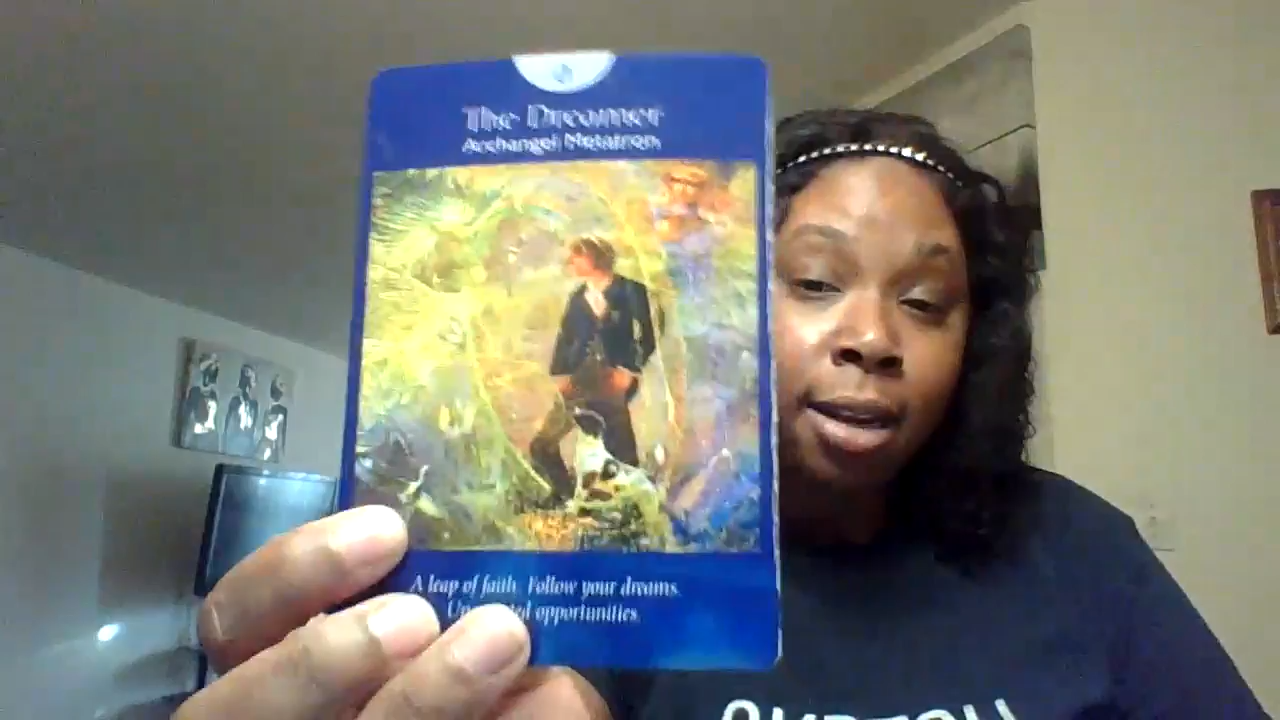 The Dreamer
Archangel Metatron
A leap of faith. Follow your dreams.
opportunities.